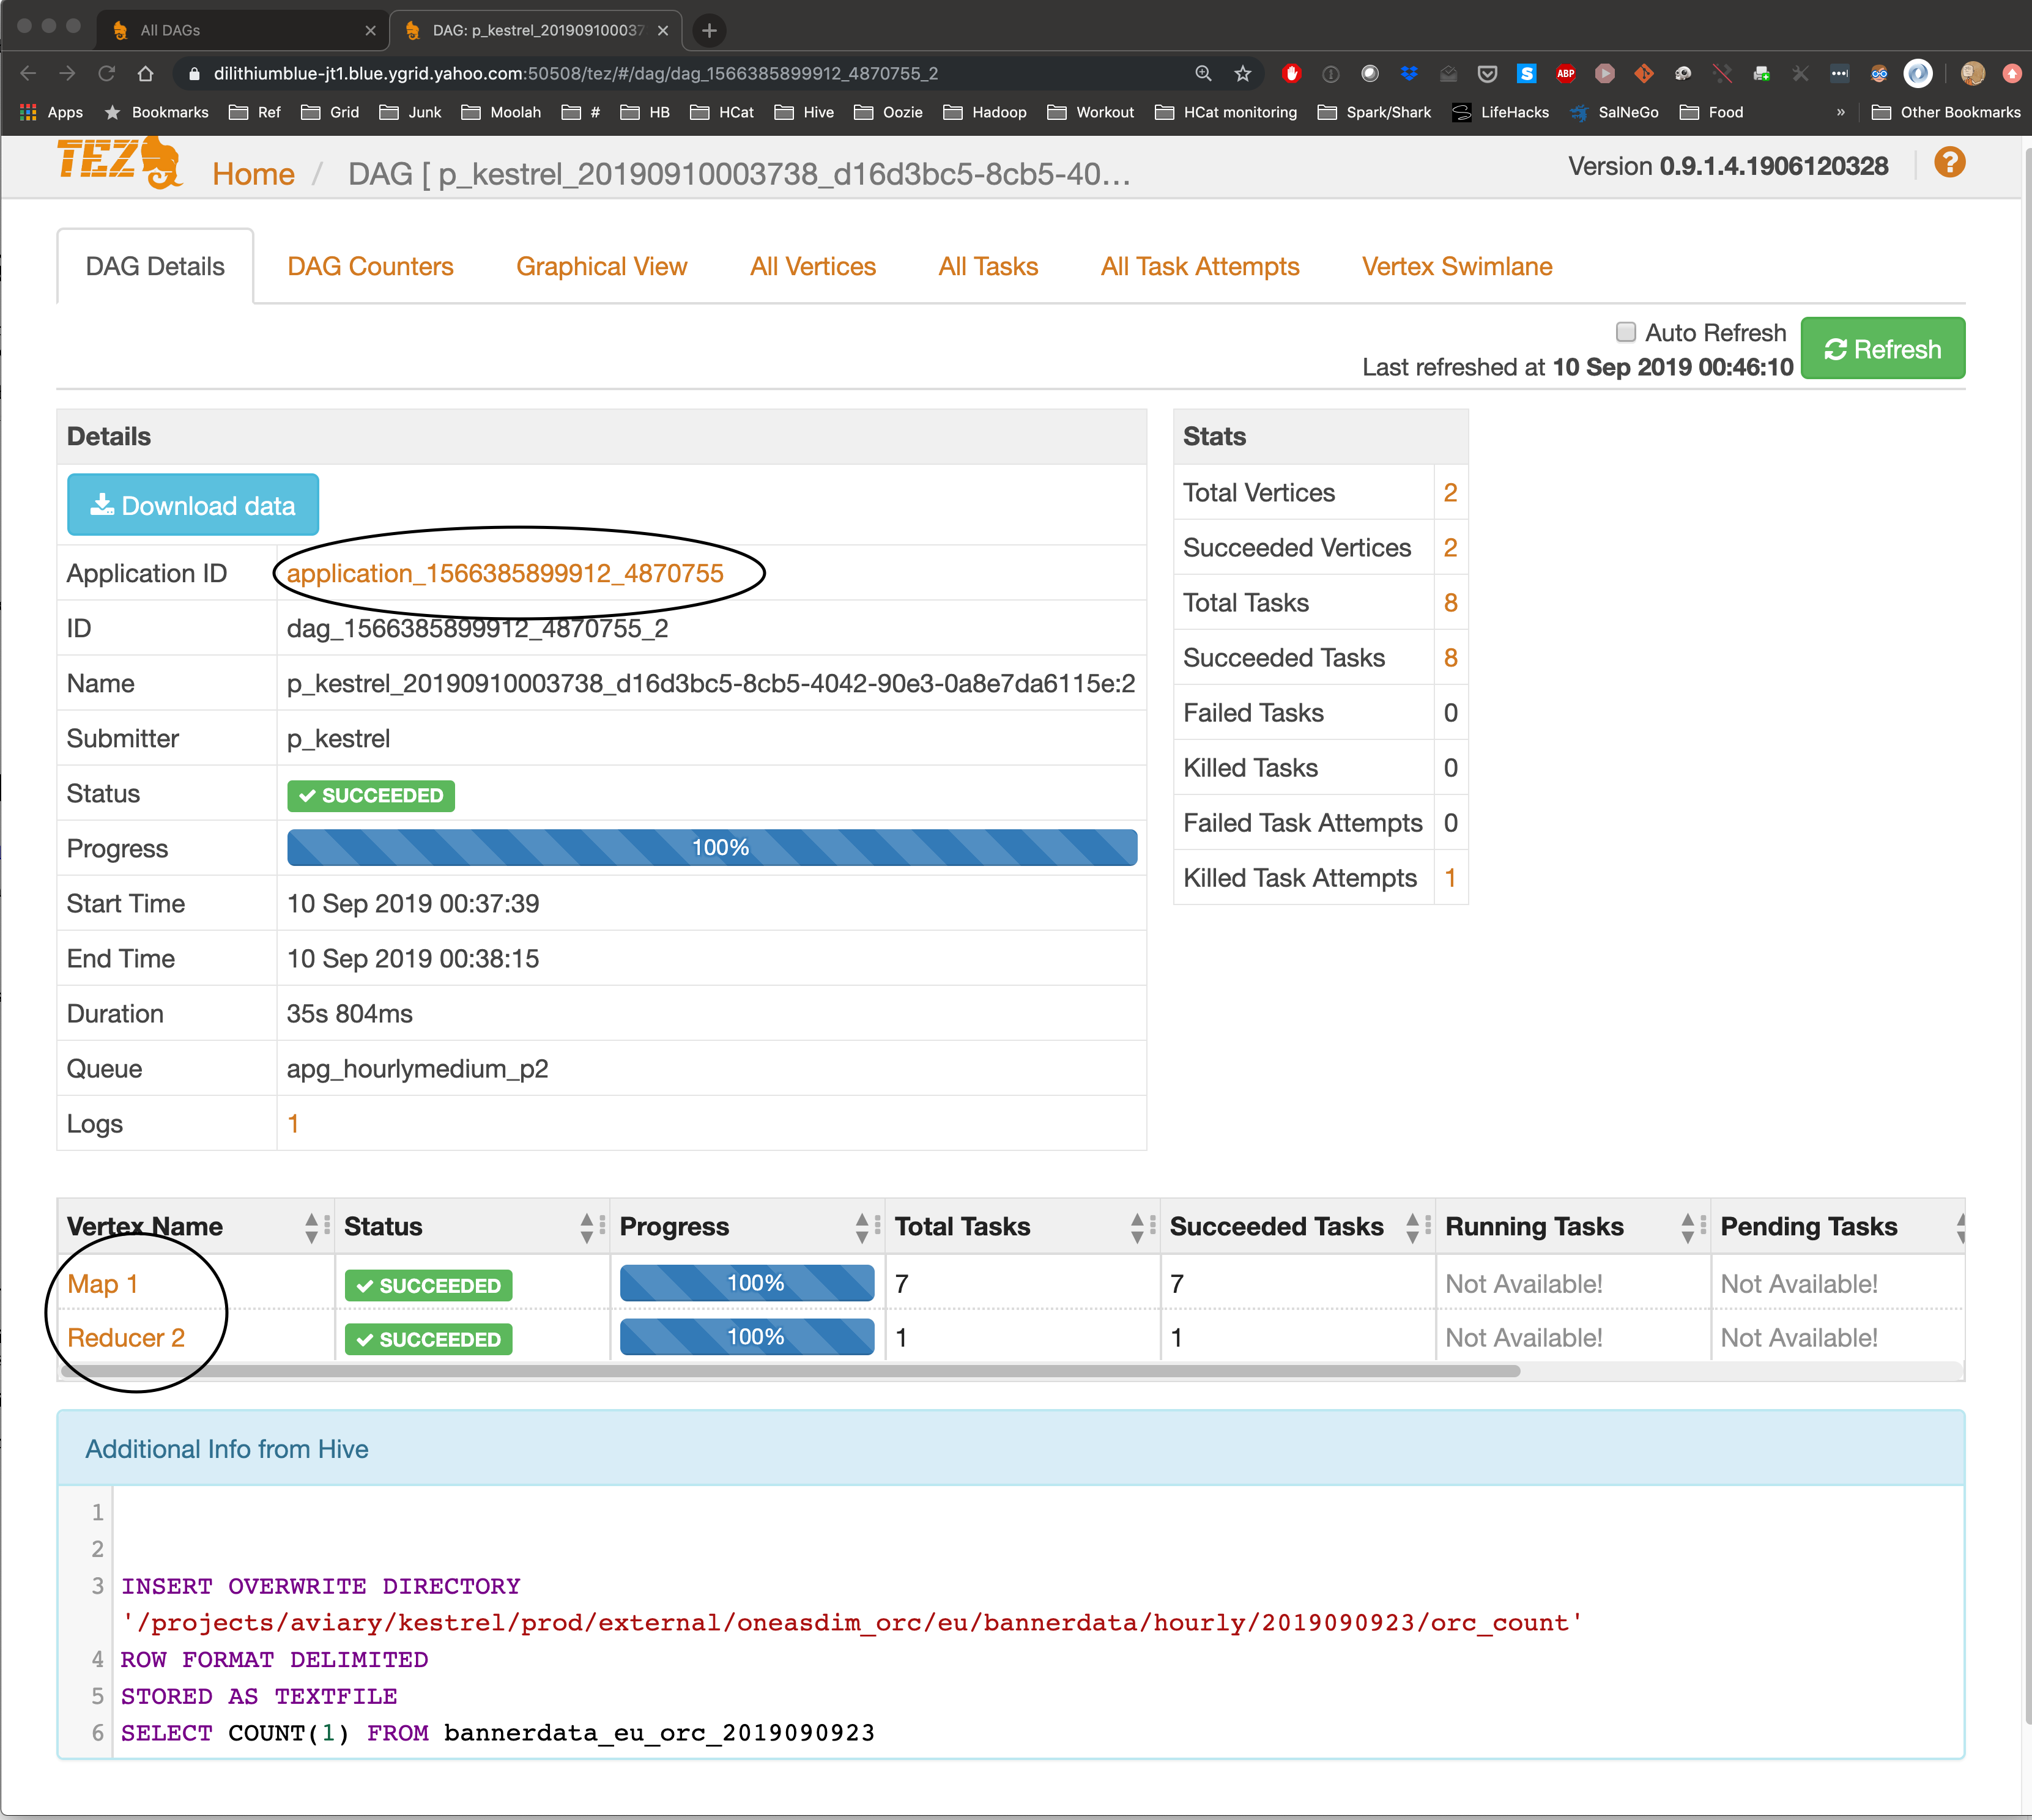 All DAGs
DAG: p_kestrel_20190910003
dilithiumblue-jt1.blue.ygrid.yahoo.com:50508/tez/#/dag/dag_1566385899912_4870755_2
ABP
Apps Bookmarks Ref Grid Junk Moolah # HB HCat Hive Oozie Hadoop Workout HCat monitoring Spark/Shark LifeHacks SalNeGo Food » Other Bookmarks
TEZ Home / DAG [ p_kestrel_20190910003738_d16d3bc5-8cb5-40...
Version 0.9.1.4.1906120328
DAG Details DAG Counters Graphical View All Vertices All Tasks All Task Attempts Vertex Swimlane
Auto Refresh
Last refreshed at 10 Sep 2019 00:46:10
Refresh
Details
Download data
Application ID application_1566385899912_4870755
ID dag_1566385899912_4870755_2
Name p_kestrel_20190910003738_d16d3bc5-8cb5-4042-90e3-0a8e7da6115e:2
Submitter p_kestrel
Status SUCCEEDED
Progress 100%
Start Time 10 Sep 2019 00:37:39
End Time 10 Sep 2019 00:38:15
Duration 35s 804ms
Queue apg_hourlymedium_p2
Logs 1
Stats
Total Vertices 2
Succeeded Vertices 2
Total Tasks 8
Succeeded Tasks 8
Failed Tasks 0
Killed Tasks 0
Failed Task Attempts 0
Killed Task Attempts 1
Vertex Name Status Progress Total Tasks Succeeded Tasks Running Tasks Pending Tasks
Map 1 SUCCEEDED 100% 7 7 Not Available! Not Available!
Reducer 2 SUCCEEDED 100% 1 1 Not Available! Not Available!
Additional Info from Hive
1
2
3 INSERT OVERWRITE DIRECTORY
'/projects/aviary/kestrel/prod/external/oneasdim_orc/eu/bannerdata/hourly/2019090923/orc_count'
4 ROW FORMAT DELIMITED
5 STORED AS TEXTFILE
6 SELECT COUNT(1) FROM bannerdata_eu_orc_2019090923